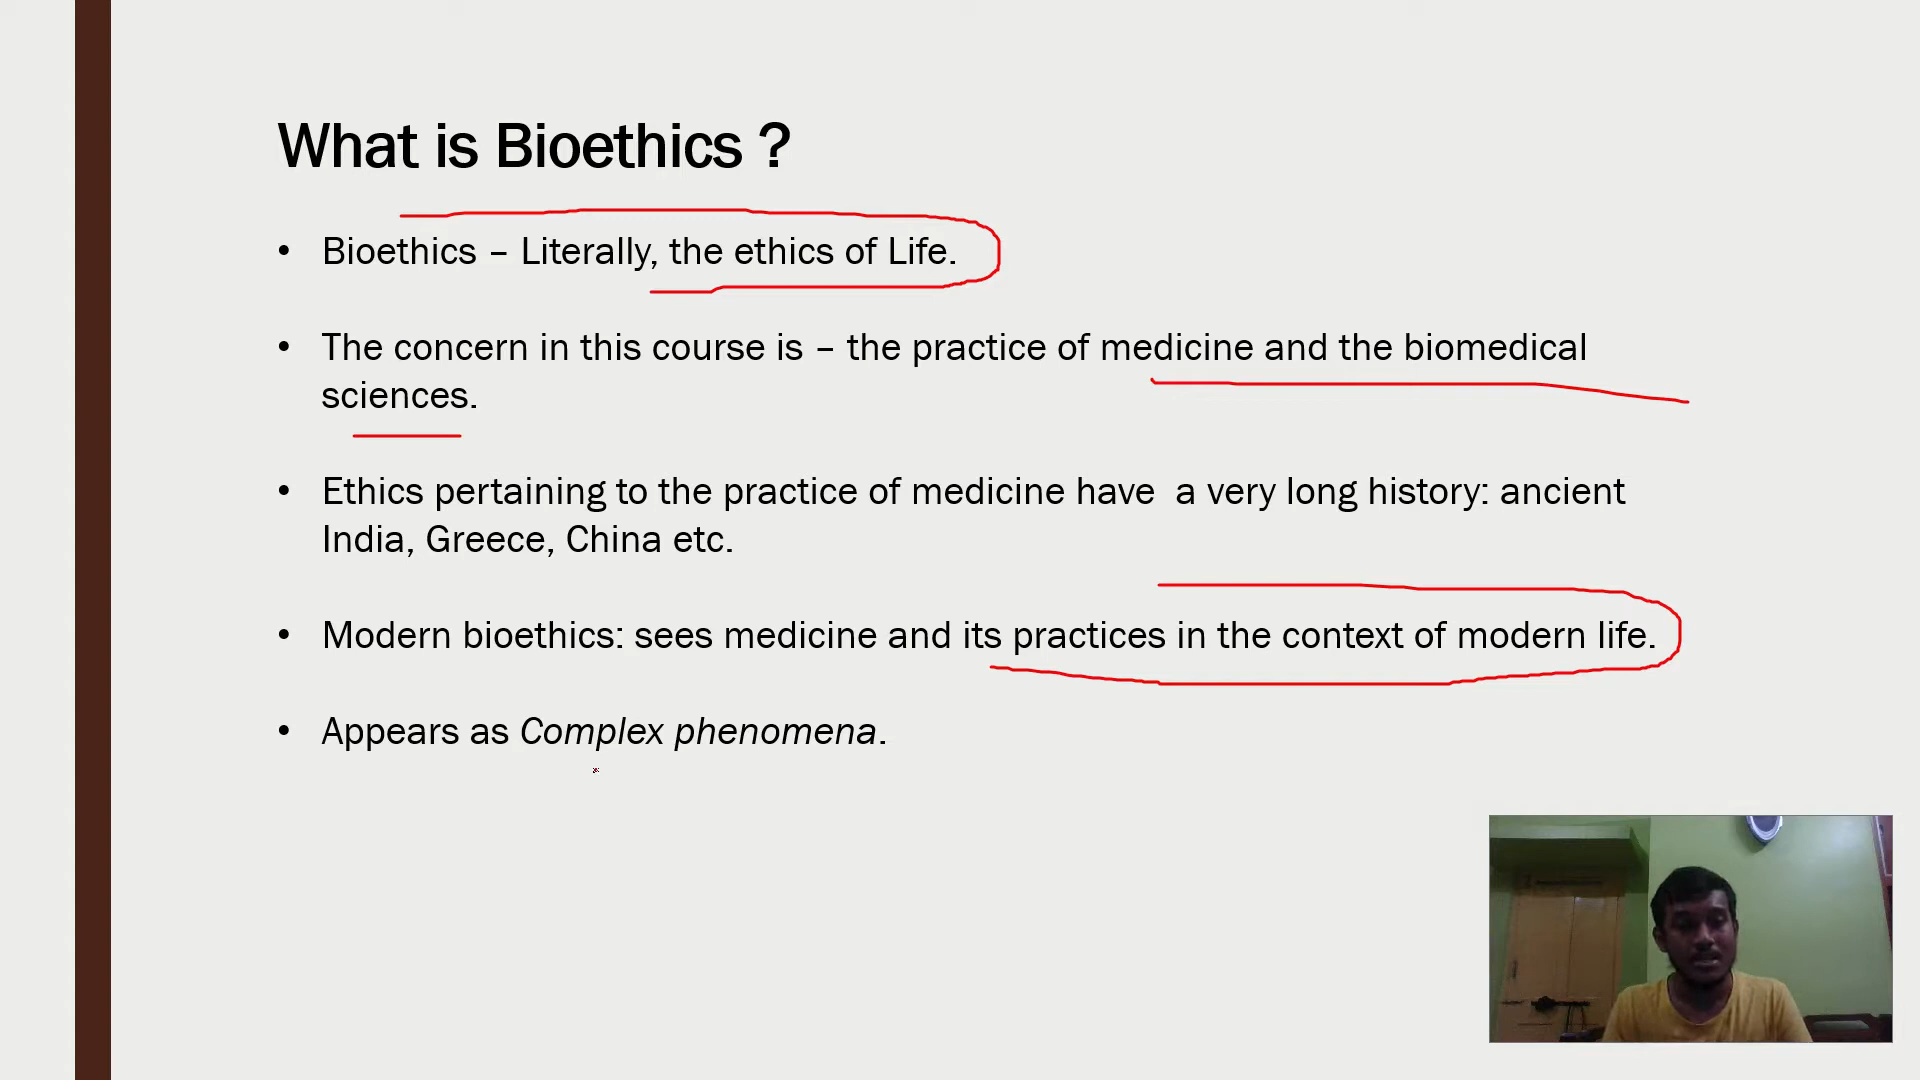 What is Bioethics ?
• Bioethics – Literally, the ethics of Life.
• The concern in this course is – the practice of medicine and the biomedical
sciences.
• Ethics pertaining to the practice of medicine have  a very long history: ancient
India, Greece, China etc.
• Modern bioethics: sees medicine and its practices in the context of modern life.
• Appears as Complex phenomena.